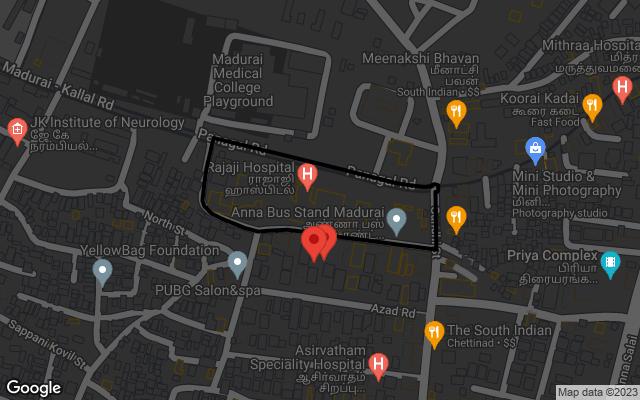 Madurai
Medical
College
Playground
Meenakshi Bhavan
மீனாட்சி
பவன்
South Indian • $$
Mithraa Hospital
மித்ரா
மருத்துவமனை
Koorai Kadai
கூரை கடை
Fast Food
Madurai - Kallal Rd
JK Institute of Neurology
ஜே கே
Panagal Rd
Panagal Rd
Rajaji Hospital
ராஜாஜி
ஹாஸ்பிடல்
Mini Studio &
Mini Photography
மினி...
Photography studio
Anna Bus Stand Madurai
அண்ணா பஸ்
North St
YellowBag Foundation
PUBG Salon&spa
Priya Complex
பிரியா
திரையரங்க...
Azad Rd
Sappani Kovil St
The South Indian
Chettinad • $$
Asirvatham
Speciality Hospital
ஆசிர்வாதம்
சிறப்பு...
Google
Map data ©2023